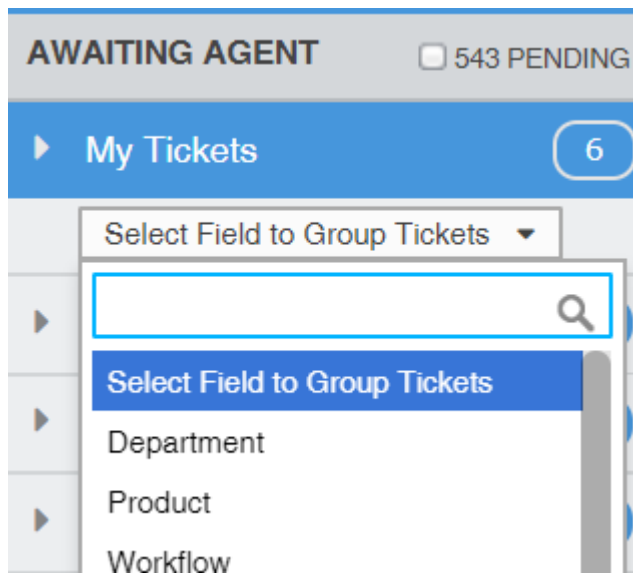 AWAITING AGENT 543 PENDING
My Tickets 6
Select Field to Group Tickets
Select Field to Group Tickets
Department
Product
Workflow